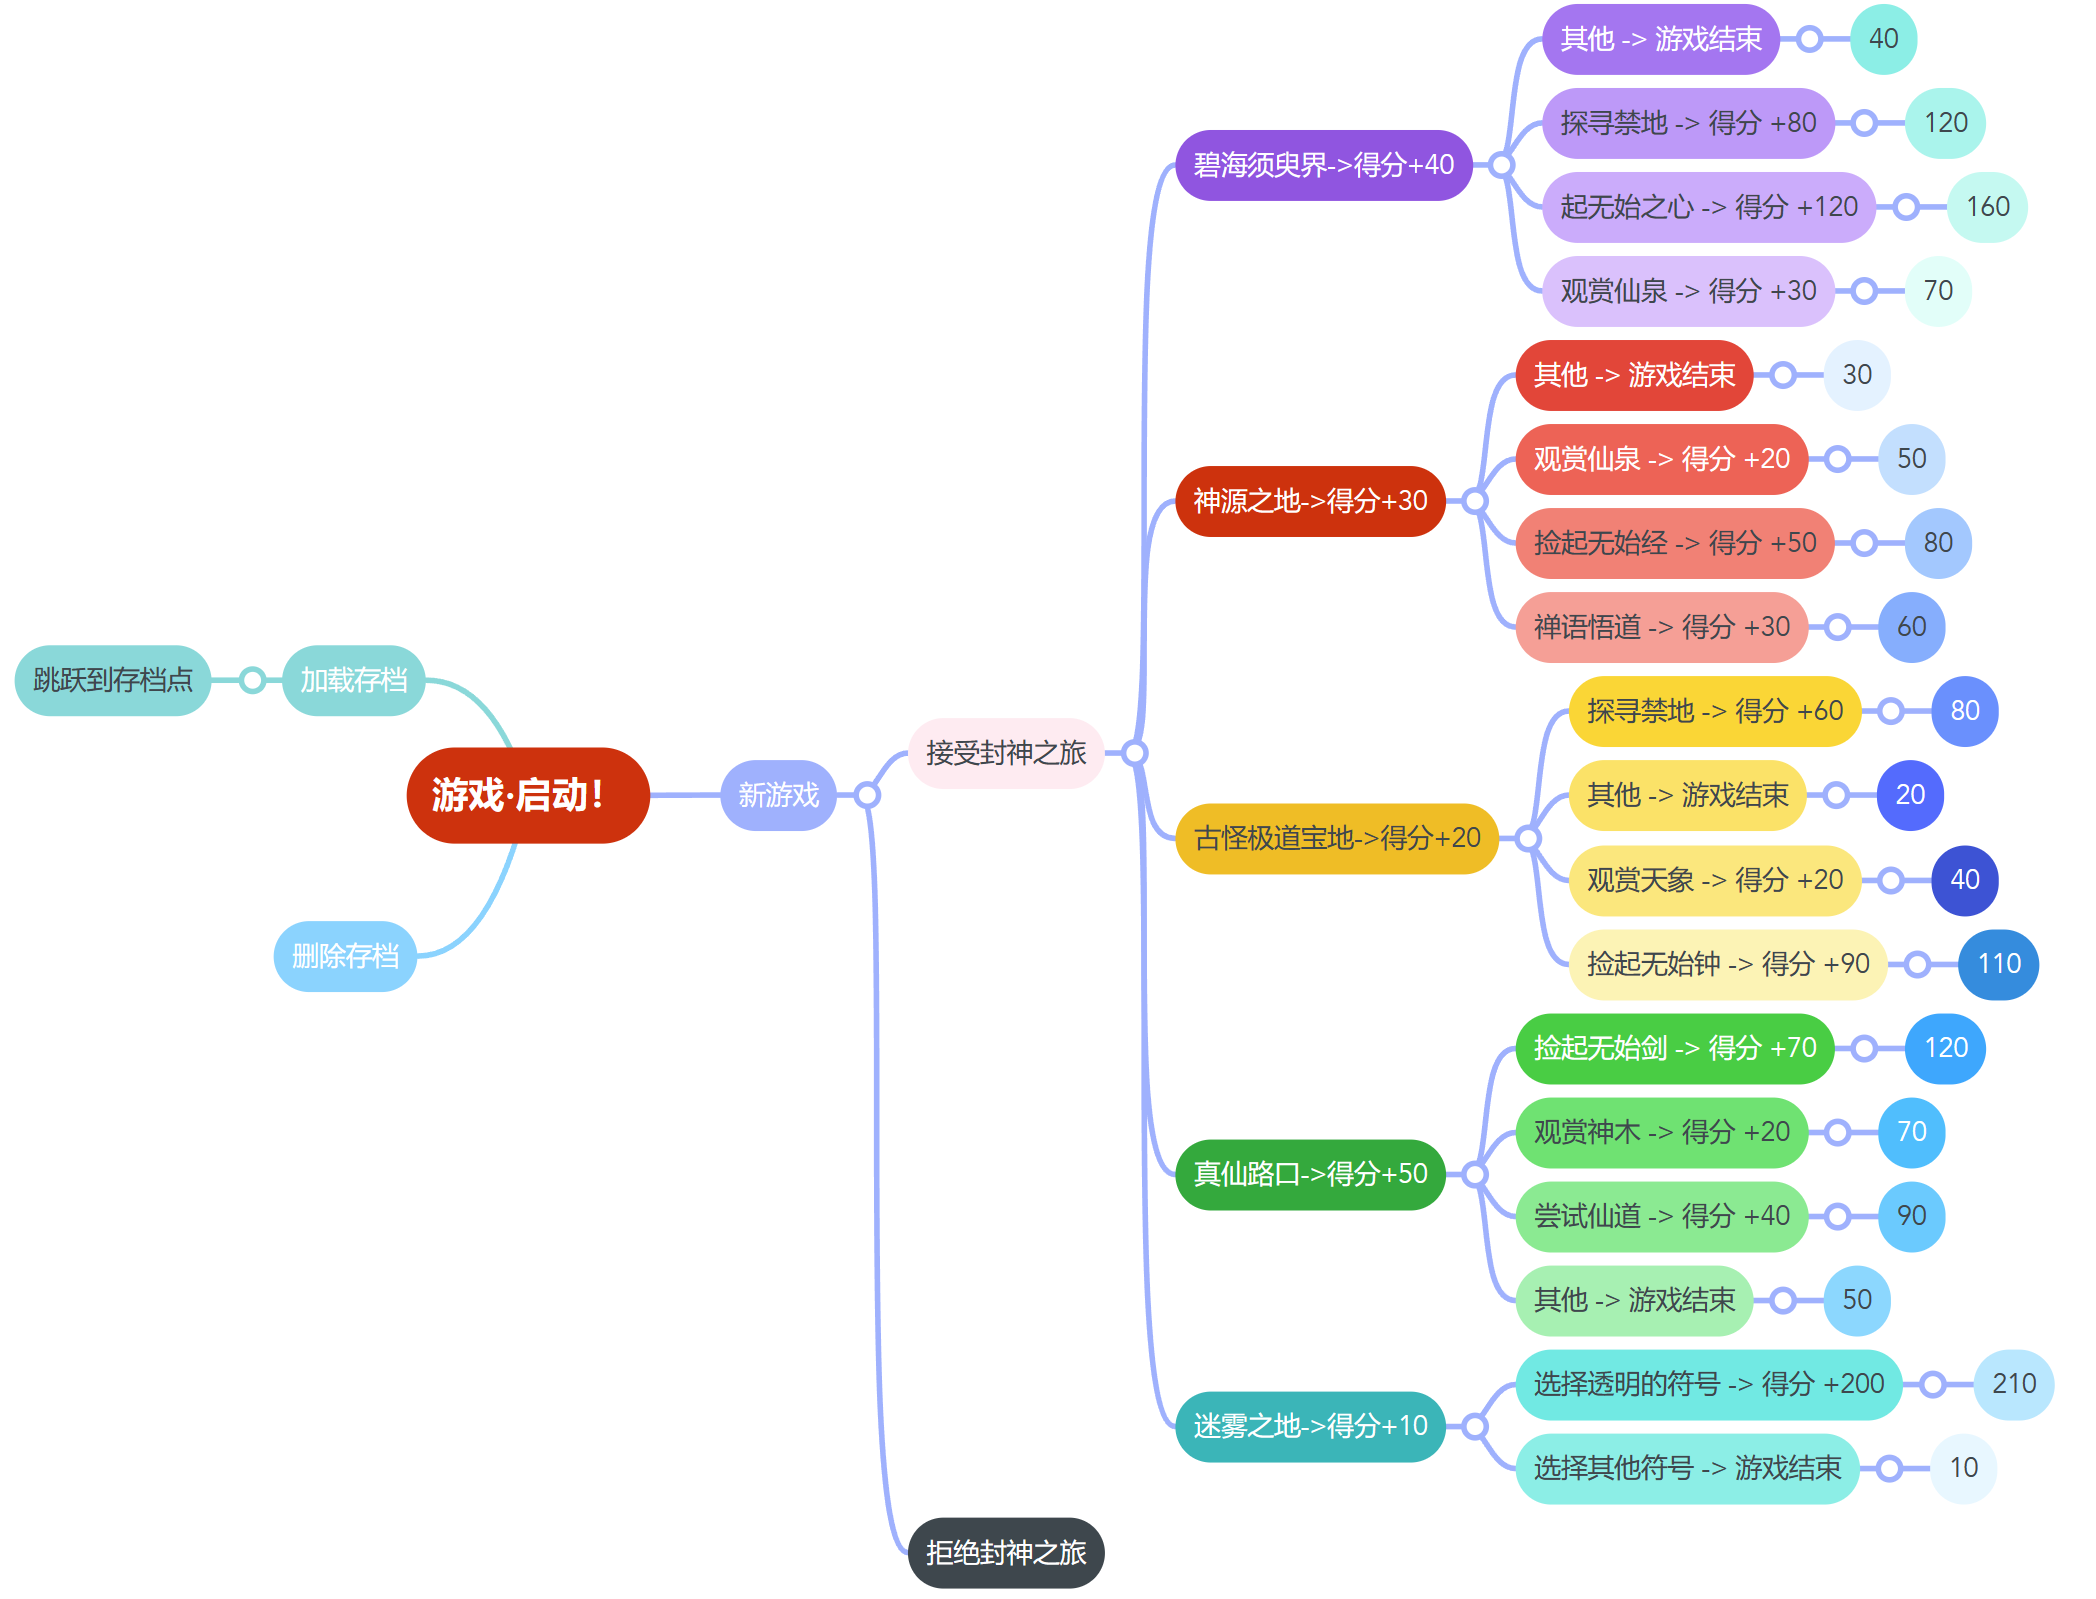 游戏·启动！
加载存档
跳跃到存档点
删除存档
新游戏
接受封神之旅
碧海须臾界->得分+40
其他 -> 游戏结束
40
探寻禁地 -> 得分 +80
120
起无始之心 -> 得分 +120
160
观赏仙泉 -> 得分 +30
70
神源之地->得分+30
其他 -> 游戏结束
30
观赏仙泉 -> 得分 +20
50
捡起无始经 -> 得分 +50
80
禅语悟道 -> 得分 +30
60
古怪极道宝地->得分+20
探寻禁地 -> 得分 +60
80
其他 -> 游戏结束
20
观赏天象 -> 得分 +20
40
捡起无始钟 -> 得分 +90
110
真仙路口->得分+50
捡起无始剑 -> 得分 +70
120
观赏神木 -> 得分 +20
70
尝试仙道 -> 得分 +40
90
其他 -> 游戏结束
50
迷雾之地->得分+10
选择透明的符号 -> 得分 +200
210
选择其他符号 -> 游戏结束
10
拒绝封神之旅